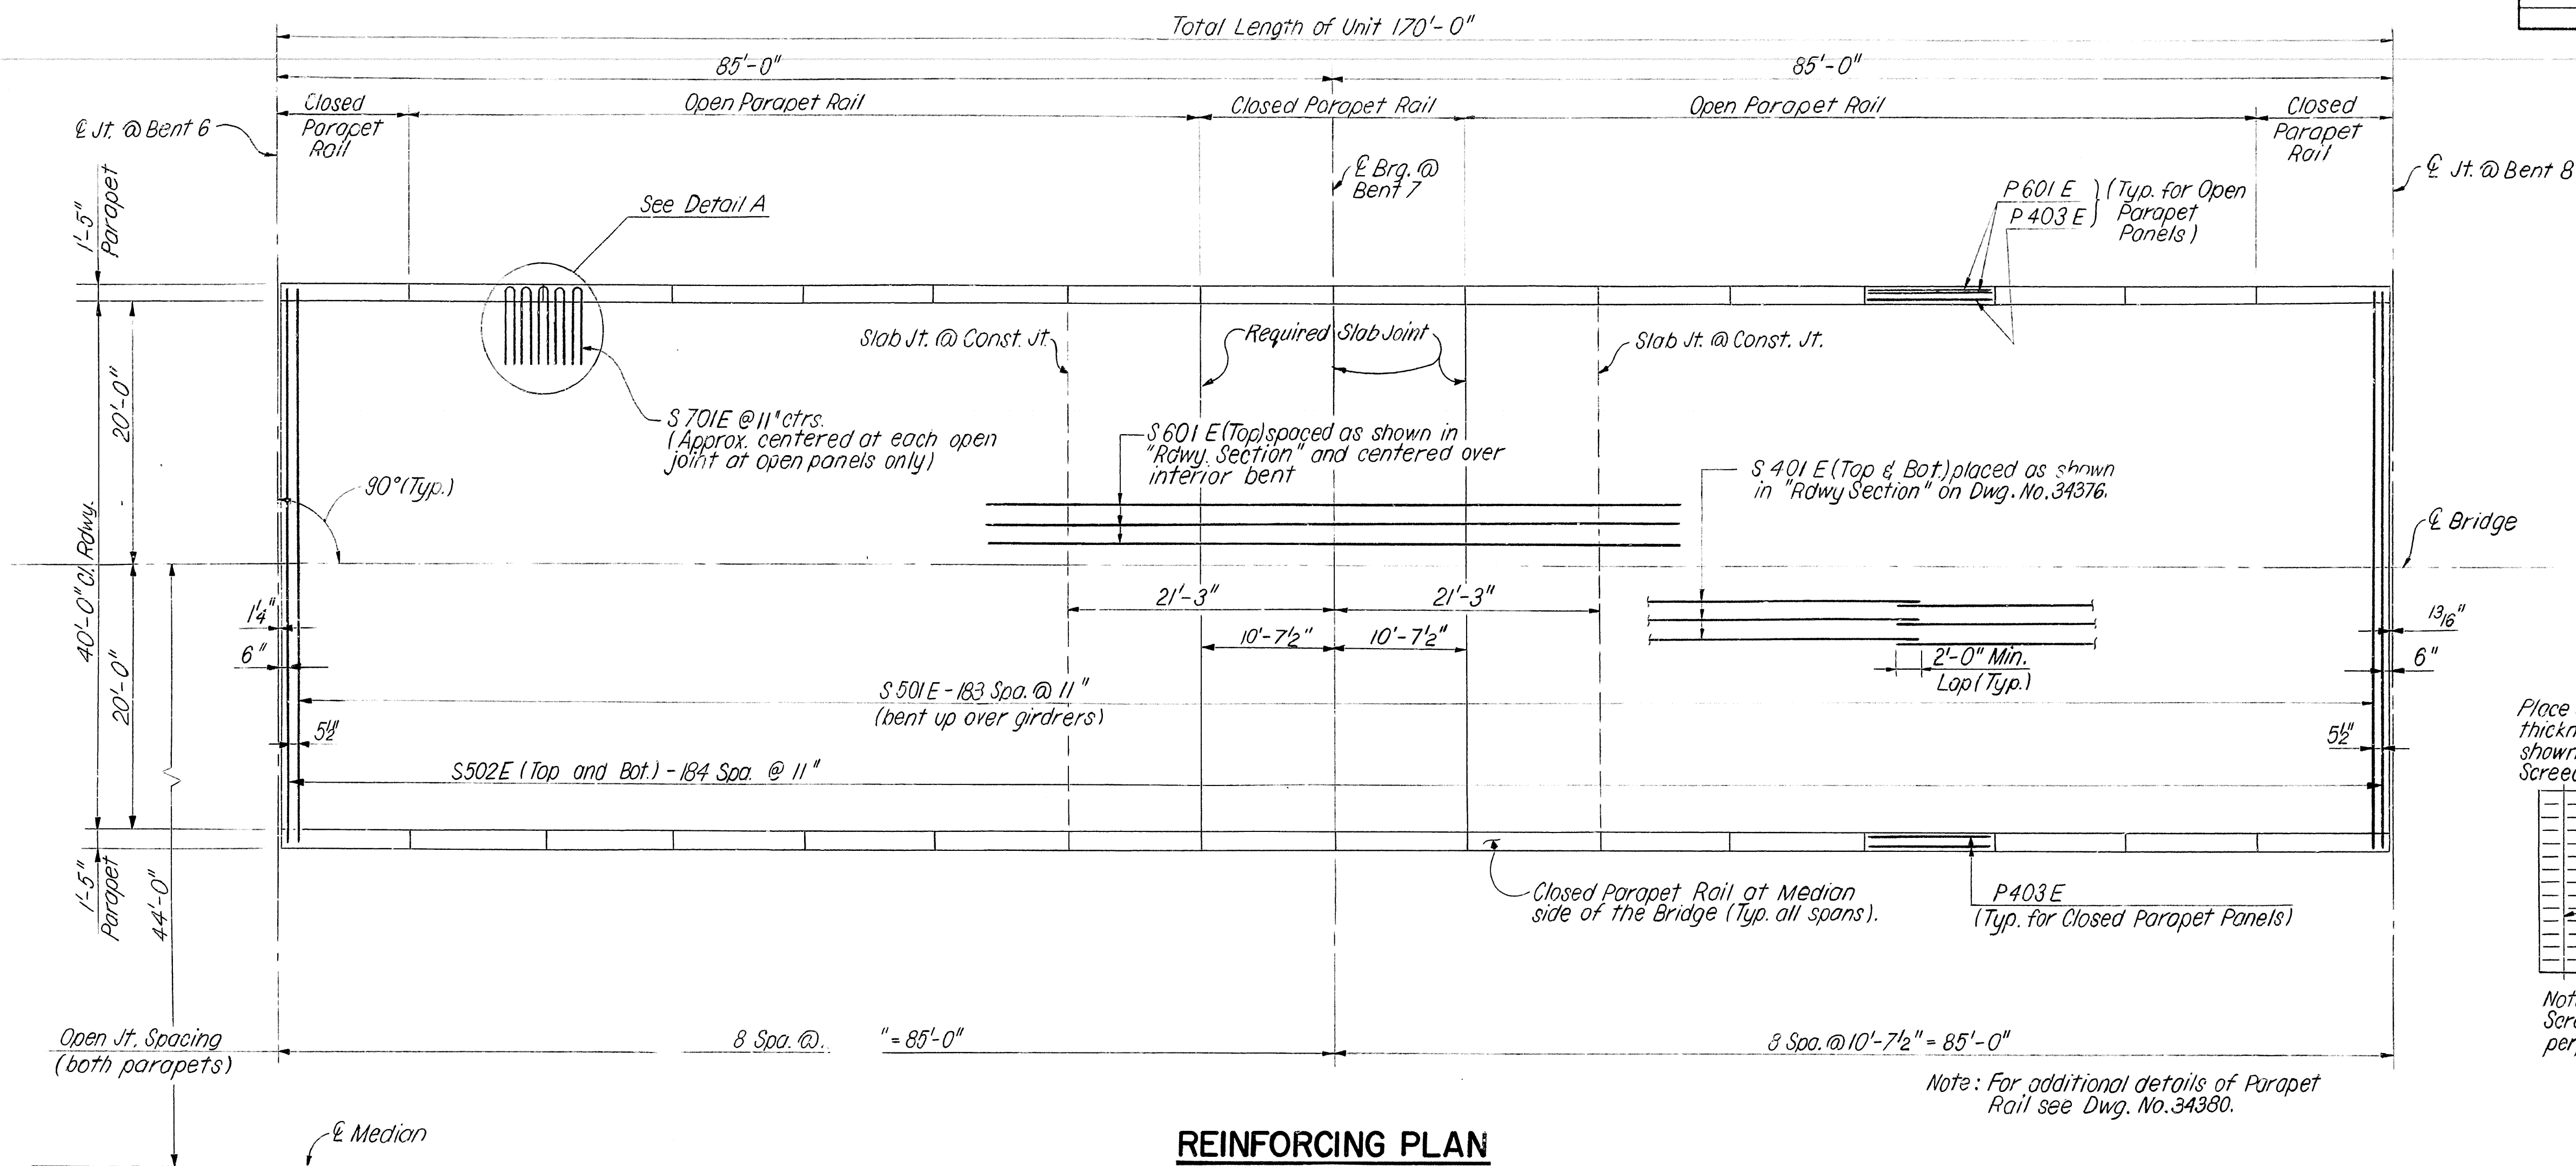 Total Length of Unit 170'-0"
85'-0"
85'-0"
Closed
Parapet
Rail
Open Parapet Rail
Closed Parapet Rail
Open Parapet Rail
Closed
Parapet
Rail
℄ Jt. @ Bent 6
℄ Brg. @
Bent 7
℄ Jt. @ Bent 8
1'-5"
Parapet
See Detail A
P601E
P403E
(Typ. for Open
Parapet
Panels)
Slab Jt. @ Const. Jt.
Required Slab Joint
Slab Jt. @ Const. Jt.
20'-0"
40'-0" Cl. Rdwy.
20'-0"
S701E @ 11" ctrs.
(Approx. centered at each open
joint at open panels only)
S601E (Top) spaced as shown in
"Rdwy. Section" and centered over
interior bent
S401E (Top & Bot.) placed as shown
in "Rdwy Section" on Dwg. No. 34376.
90° (Typ.)
℄ Bridge
21'-3"
21'-3"
10'-7½"
10'-7½"
1¼"
6"
13/16"
6"
2'-0" Min.
Lap (Typ.)
S501E - 183 Spa. @ 11"
(bent up over girdrers)
5½"
5½"
S502E (Top and Bot.) - 184 Spa. @ 11"
1'-5"
Parapet
44'-0"
Closed Parapet Rail at Median
side of the Bridge (Typ. all spans).
P403E
(Typ. for Closed Parapet Panels)
Open Jt. Spacing
(both parapets)
8 Spa. @. " = 85'-0"
8 Spa. @ 10'-7½" = 85'-0"
Note: For additional details of Parapet
Rail see Dwg. No. 34380.
℄ Median
REINFORCING PLAN
Place
shown